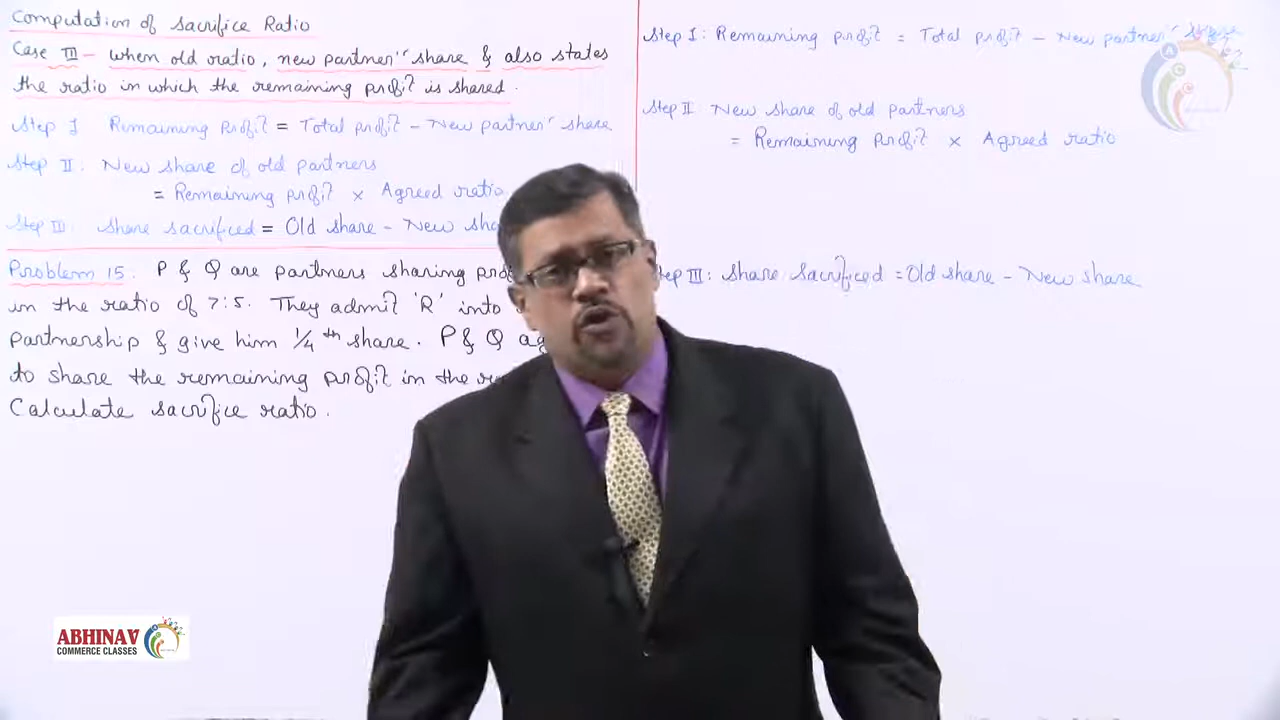 Computation of Sacrifice Ratio
Case III - when old ratio, new partner's share & also states
the ratio in which the remaining profit is shared.
Step I Remaining profit = Total profit - New partner's share
Step II: New share of old partners
= Remaining profit x Agreed ratio
Step III: Share sacrificed = Old share - New
Problem 15: P & Q are partners sharing
in the ratio of 7:5. They admit 'R' into
partnership & give him 1/4 th share. P & Q
to share the remaining profit in the
Calculate sacrifice ratio.
Step I: Remaining profit = Total profit - New partner's share
Step II New share of old partners
= Remaining profit x Agreed ratio
III: Share Sacrificed = Old share - New share
ABHINAV
COMMERCE CLASSES